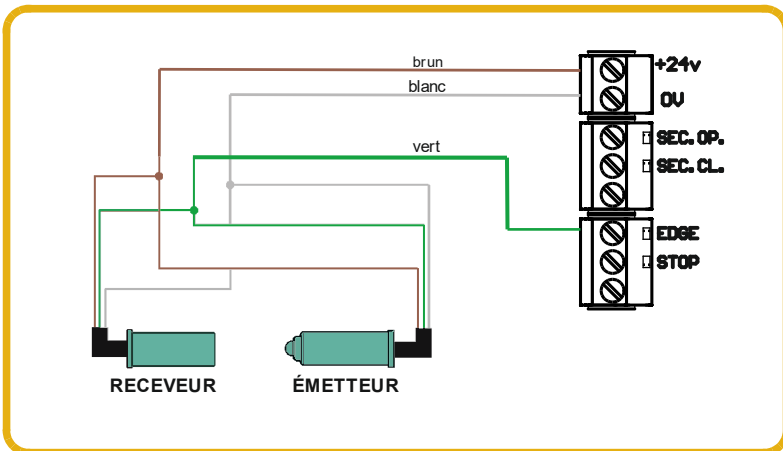 brun
+24v
blanc
0V
SEC.OP.
vert
SEC.CL.
EDGE
STOP
RECEVEUR
ÉMETTEUR